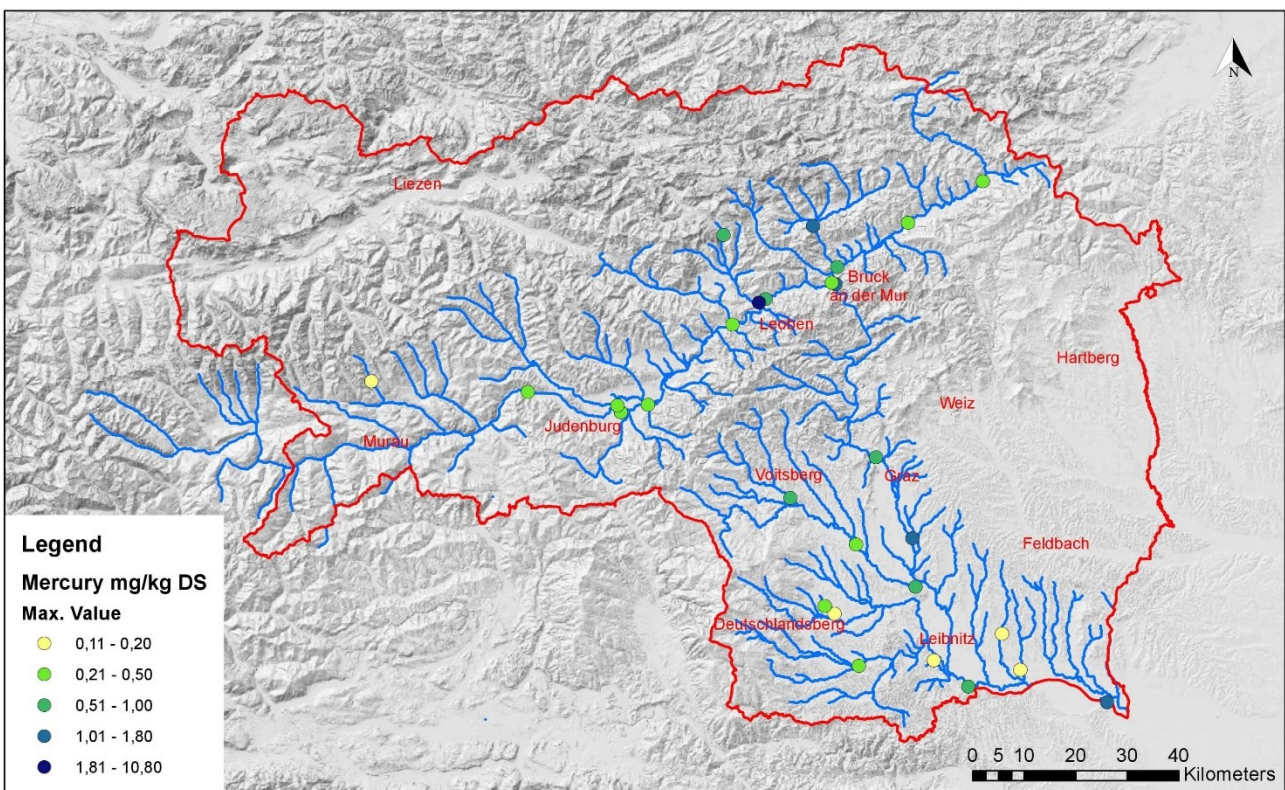 N
Liezen
Bruck
an der Mur
Leoben
Hartberg
Weiz
Judenburg
Murau
Voitsberg
Graz
Feldbach
Deutschlandsberg
Leibnitz
Legend
Mercury mg/kg DS
Max. Value
0,11 - 0,20
0,21 - 0,50
0,51 - 1,00
1,01 - 1,80
1,81 - 10,80
0 5 10 20 30 40
Kilometers